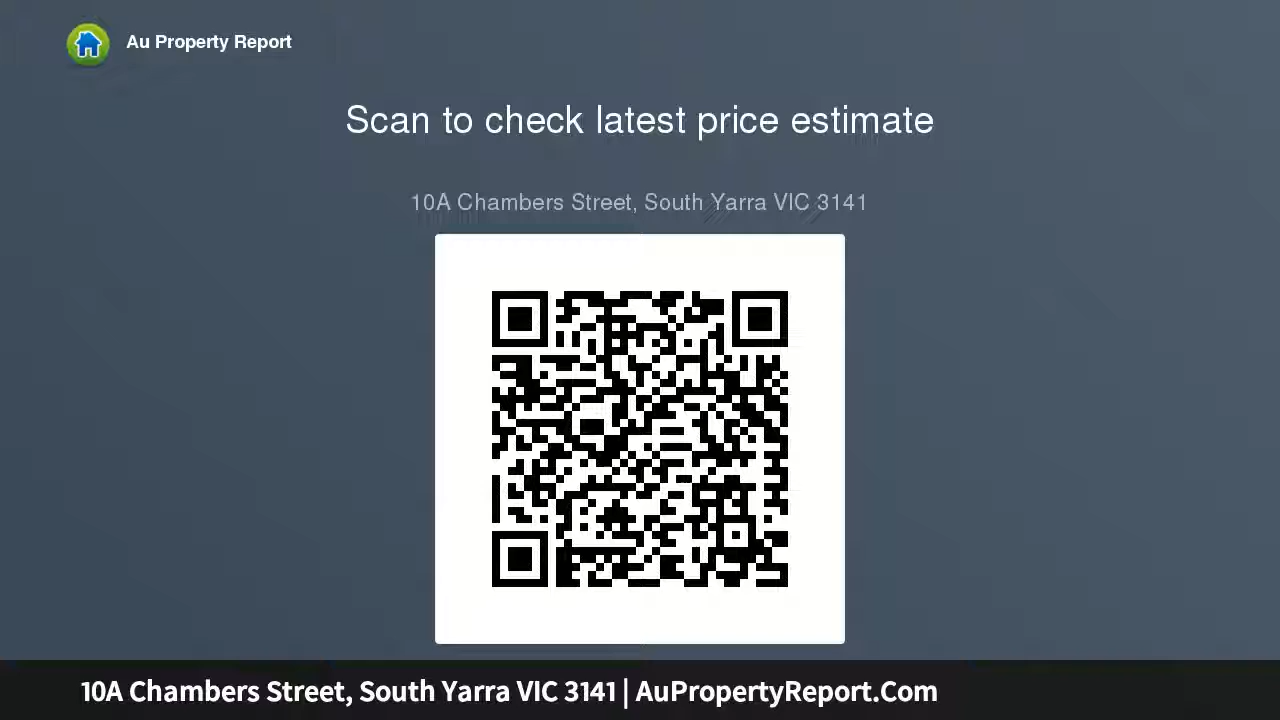 Au Property Report
Scan to check latest price estimate
10A Chambers Street, South Yarra VIC 3141
10A Chambers Street, South Yarra VIC 3141 | AuPropertyReport.Com